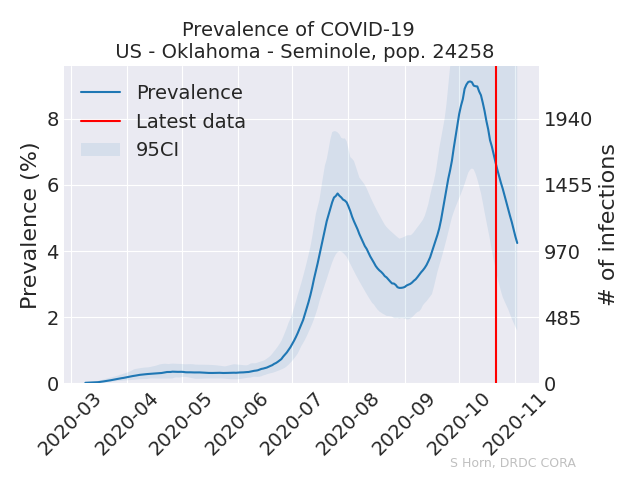 Prevalence of COVID-19
US - Oklahoma - Seminole, pop. 24258
Prevalence
Latest data
95CI
Prevalence (%)
0
2
4
6
8
# of infections
0
485
970
1455
1940
2020-03
2020-04
2020-05
2020-06
2020-07
2020-08
2020-09
2020-10
2020-11
S Horn, DRDC CORA